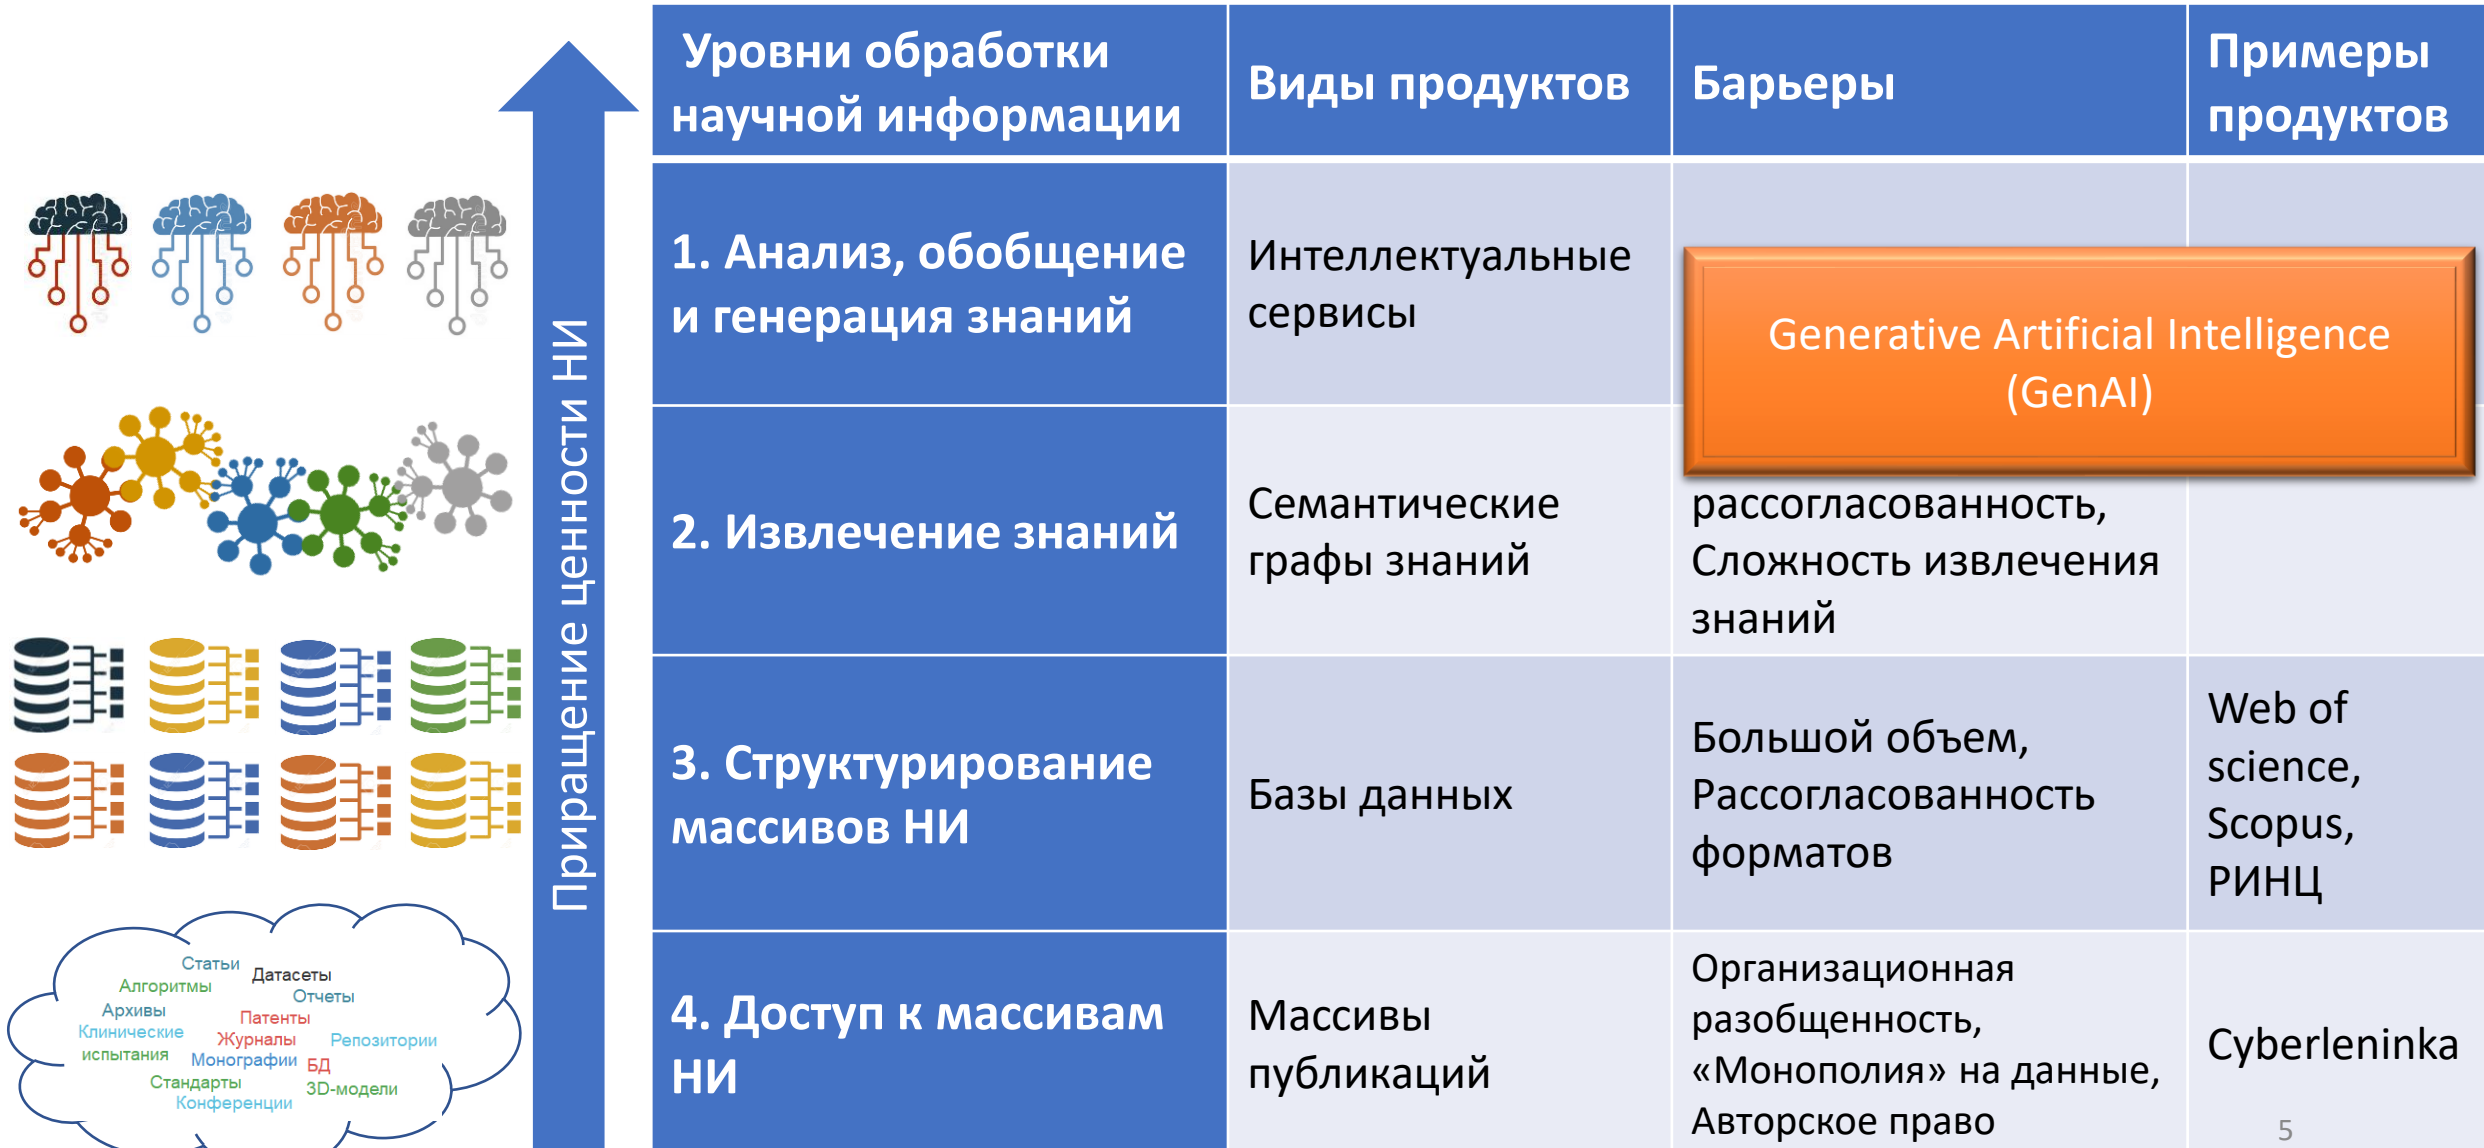 Уровни обработки
научной информации
Виды продуктов
Барьеры
Примеры
продуктов
Приращение ценности НИ
1. Анализ, обобщение
и генерация знаний
Интеллектуальные
сервисы
Generative Artificial Intelligence
(GenAI)
2. Извлечение знаний
Семантические
графы знаний
рассогласованность,
Сложность извлечения
знаний
3. Структурирование
массивов НИ
Базы данных
Большой объем,
Рассогласованность
форматов
Web of
science,
Scopus,
РИНЦ
4. Доступ к массивам
НИ
Массивы
публикаций
Организационная
разобщенность,
«Монополия» на данные,
Авторское право
Cyberleninka
Статьи
Датасеты
Алгоритмы
Отчеты
Архивы
Патенты
Клинические
испытания
Журналы
Репозитории
Монографии
БД
Стандарты
3D-модели
Конференции
5